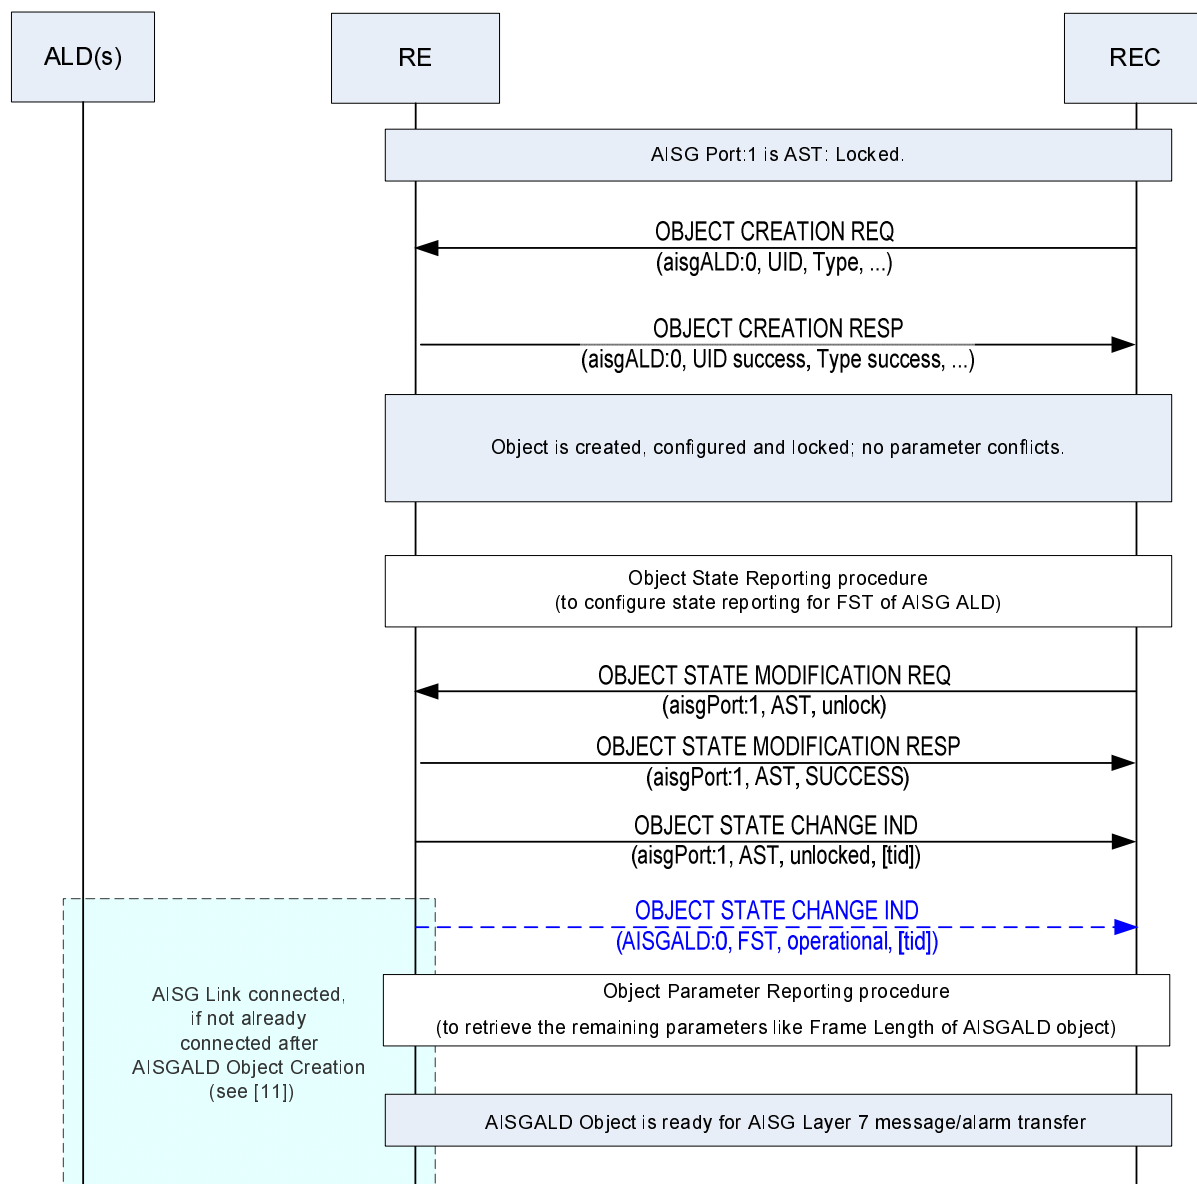 ALD(s)
RE
REC
AISG Port:1 is AST: Locked.
OBJECT CREATION REQ
(aisgALD:0, UID, Type, ...)
OBJECT CREATION RESP
(aisgALD:0, UID success, Type success, ...)
Object is created, configured and locked; no parameter conflicts.
Object State Reporting procedure
(to configure state reporting for FST of AISG ALD)
OBJECT STATE MODIFICATION REQ
(aisgPort:1, AST, unlock)
OBJECT STATE MODIFICATION RESP
(aisgPort:1, AST, SUCCESS)
OBJECT STATE CHANGE IND
(aisgPort:1, AST, unlocked, [tid])
OBJECT STATE CHANGE IND
(AISGALD:0, FST, operational, [tid])
AISG Link connected,
if not already
connected after
AISGALD Object Creation
(see [11])
Object Parameter Reporting procedure
(to retrieve the remaining parameters like Frame Length of AISGALD object)
AISGALD Object is ready for AISG Layer 7 message/alarm transfer